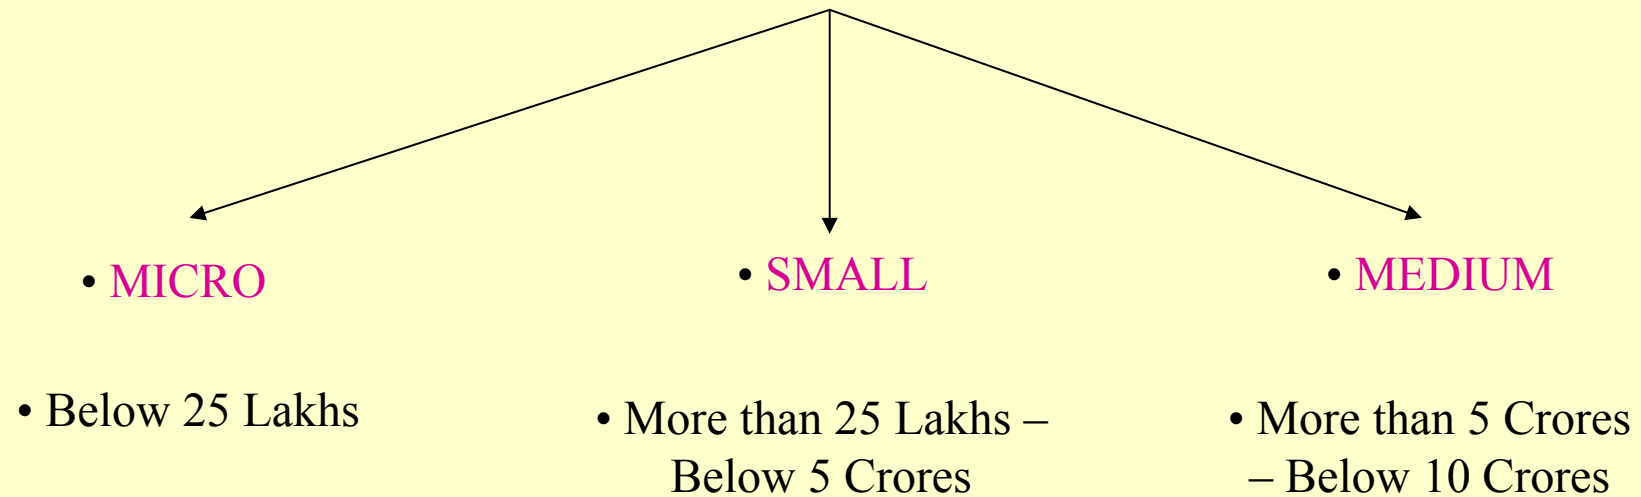 • MICRO
• SMALL
• MEDIUM
• Below 25 Lakhs
• More than 25 Lakhs –
Below 5 Crores
• More than 5 Crores
– Below 10 Crores